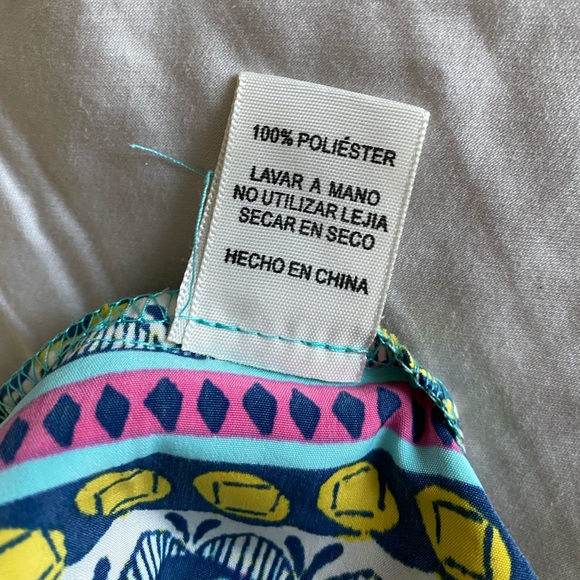 100% POLIÉSTER
LAVAR A MANO
NO UTILIZAR LEJIA
SECAR EN SECO
HECHO EN CHINA